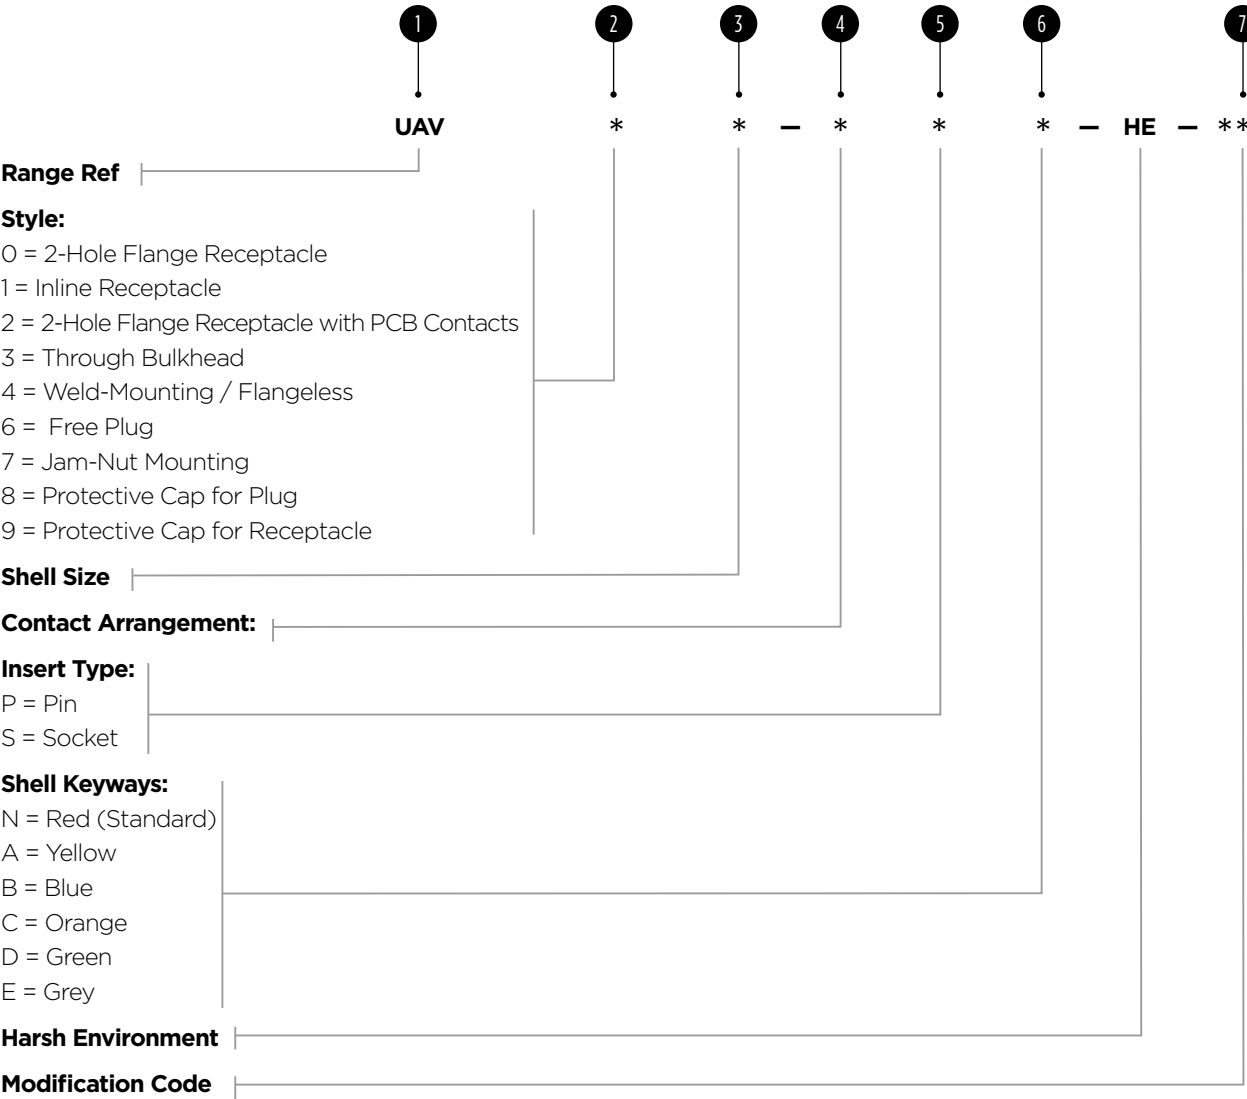 1 2 3 4 5 6 7
UAV * * – * * * – HE – **
Range Ref
Style:
0 = 2-Hole Flange Receptacle
1 = Inline Receptacle
2 = 2-Hole Flange Receptacle with PCB Contacts
3 = Through Bulkhead
4 = Weld-Mounting / Flangeless
6 = Free Plug
7 = Jam-Nut Mounting
8 = Protective Cap for Plug
9 = Protective Cap for Receptacle
Shell Size
Contact Arrangement:
Insert Type:
P = Pin
S = Socket
Shell Keyways:
N = Red (Standard)
A = Yellow
B = Blue
C = Orange
D = Green
E = Grey
Harsh Environment
Modification Code